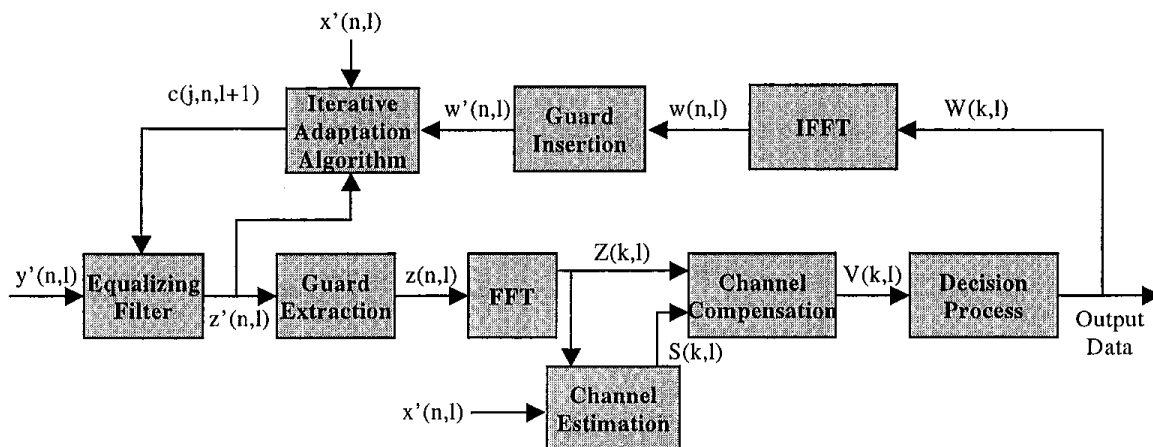 x'(n,l)
c(j,n,l+1)
Iterative
Adaptation
Algorithm
w'(n,l)
Guard
Insertion
w(n,l)
IFFT
W(k,l)
y'(n,l)
Equalizing
Filter
z'(n,l)
Guard
Extraction
z(n,l)
FFT
Z(k,l)
S(k,l)
Channel
Compensation
V(k,l)
Decision
Process
Output
Data
x'(n,l)
Channel
Estimation